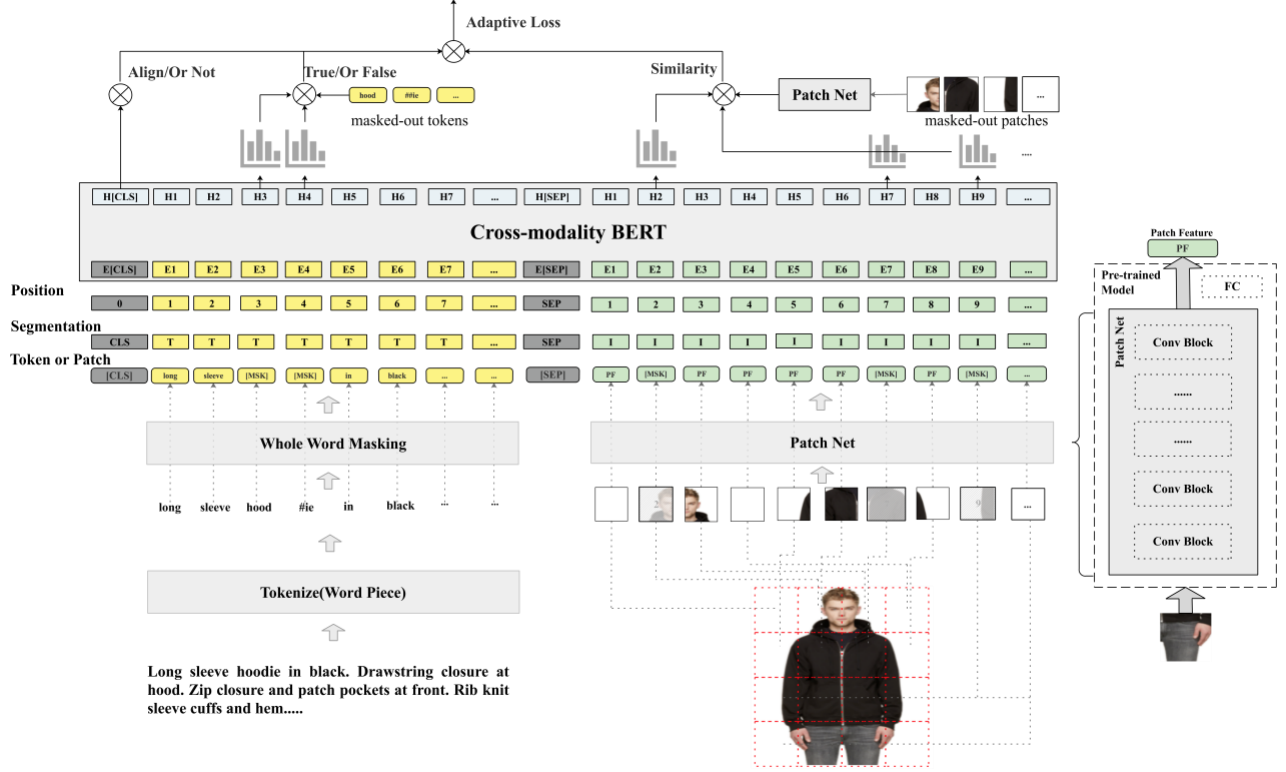 Adaptive Loss
Align/Or Not
True/Or False
Similarity
hood ##ie ...
masked-out tokens
Patch Net
...
masked-out patches
....
H[CLS] H1 H2 H3 H4 H5 H6 H7 ... H[SEP] H1 H2 H3 H4 H5 H6 H7 H8 H9 ...
Cross-modality BERT
E[CLS] E1 E2 E3 E4 E5 E6 E7 ... E[SEP] E1 E2 E3 E4 E5 E6 E7 E8 E9 ...
Position
0 1 2 3 4 5 6 7 ... SEP 1 2 3 4 5 6 7 8 9 ...
Segmentation
CLS T T T T T T T ... SEP I I I I I I I I I ...
Token or Patch
[CLS] long sleeve [MSK] [MSK] in black ... ... [SEP] PF [MSK] PF PF PF PF [MSK] PF [MSK] ...
Whole Word Masking
Patch Net
long sleeve hood #ie in black ... ...
...
Tokenize(Word Piece)
Long sleeve hoodie in black. Drawstring closure at
hood. Zip closure and patch pockets at front. Rib knit
sleeve cuffs and hem.....
Patch Feature
PF
Pre-trained
Model
FC
Patch Net
Conv Block
......
......
Conv Block
Conv Block